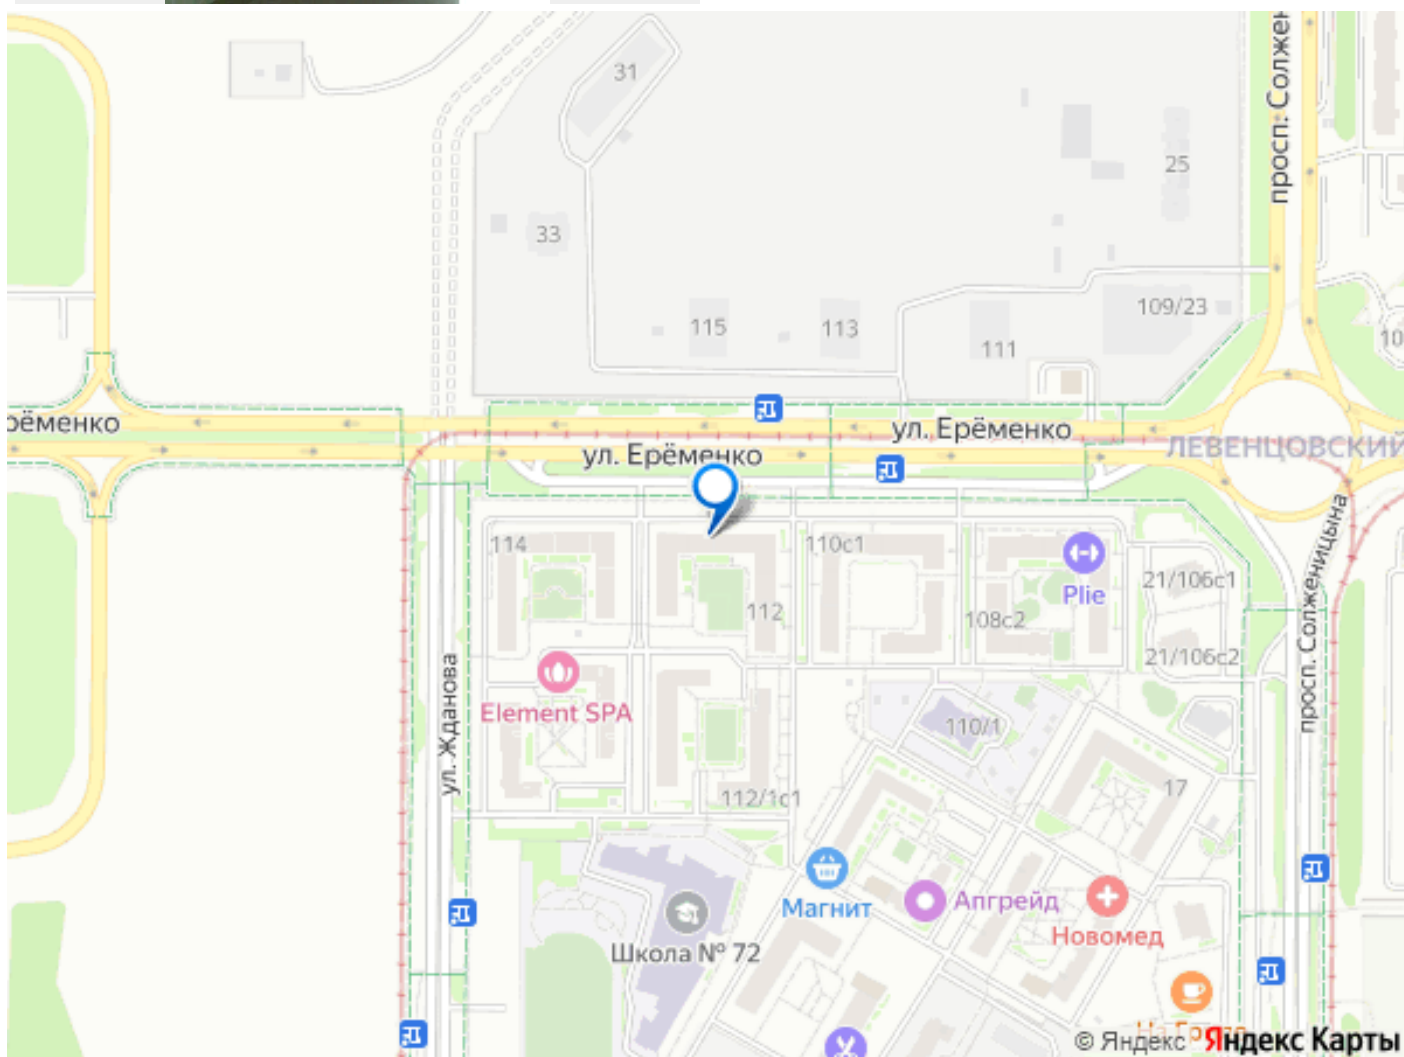 просп. Солжен
31
25
33
109/23
115
113
111
10
рёменко
ул. Ерёменко
ул. Ерёменко
ЛЕВЕНЦОВСКИЙ
114
110с1
Plie
21/106с1
112
108с2
21/106с2
просп. Солженицына
ул. Жданова
Element SPA
110/1
112/1с1
17
Магнит
Апгрейд
Новомед
Школа № 72
© Яндекс Яндекс Карты